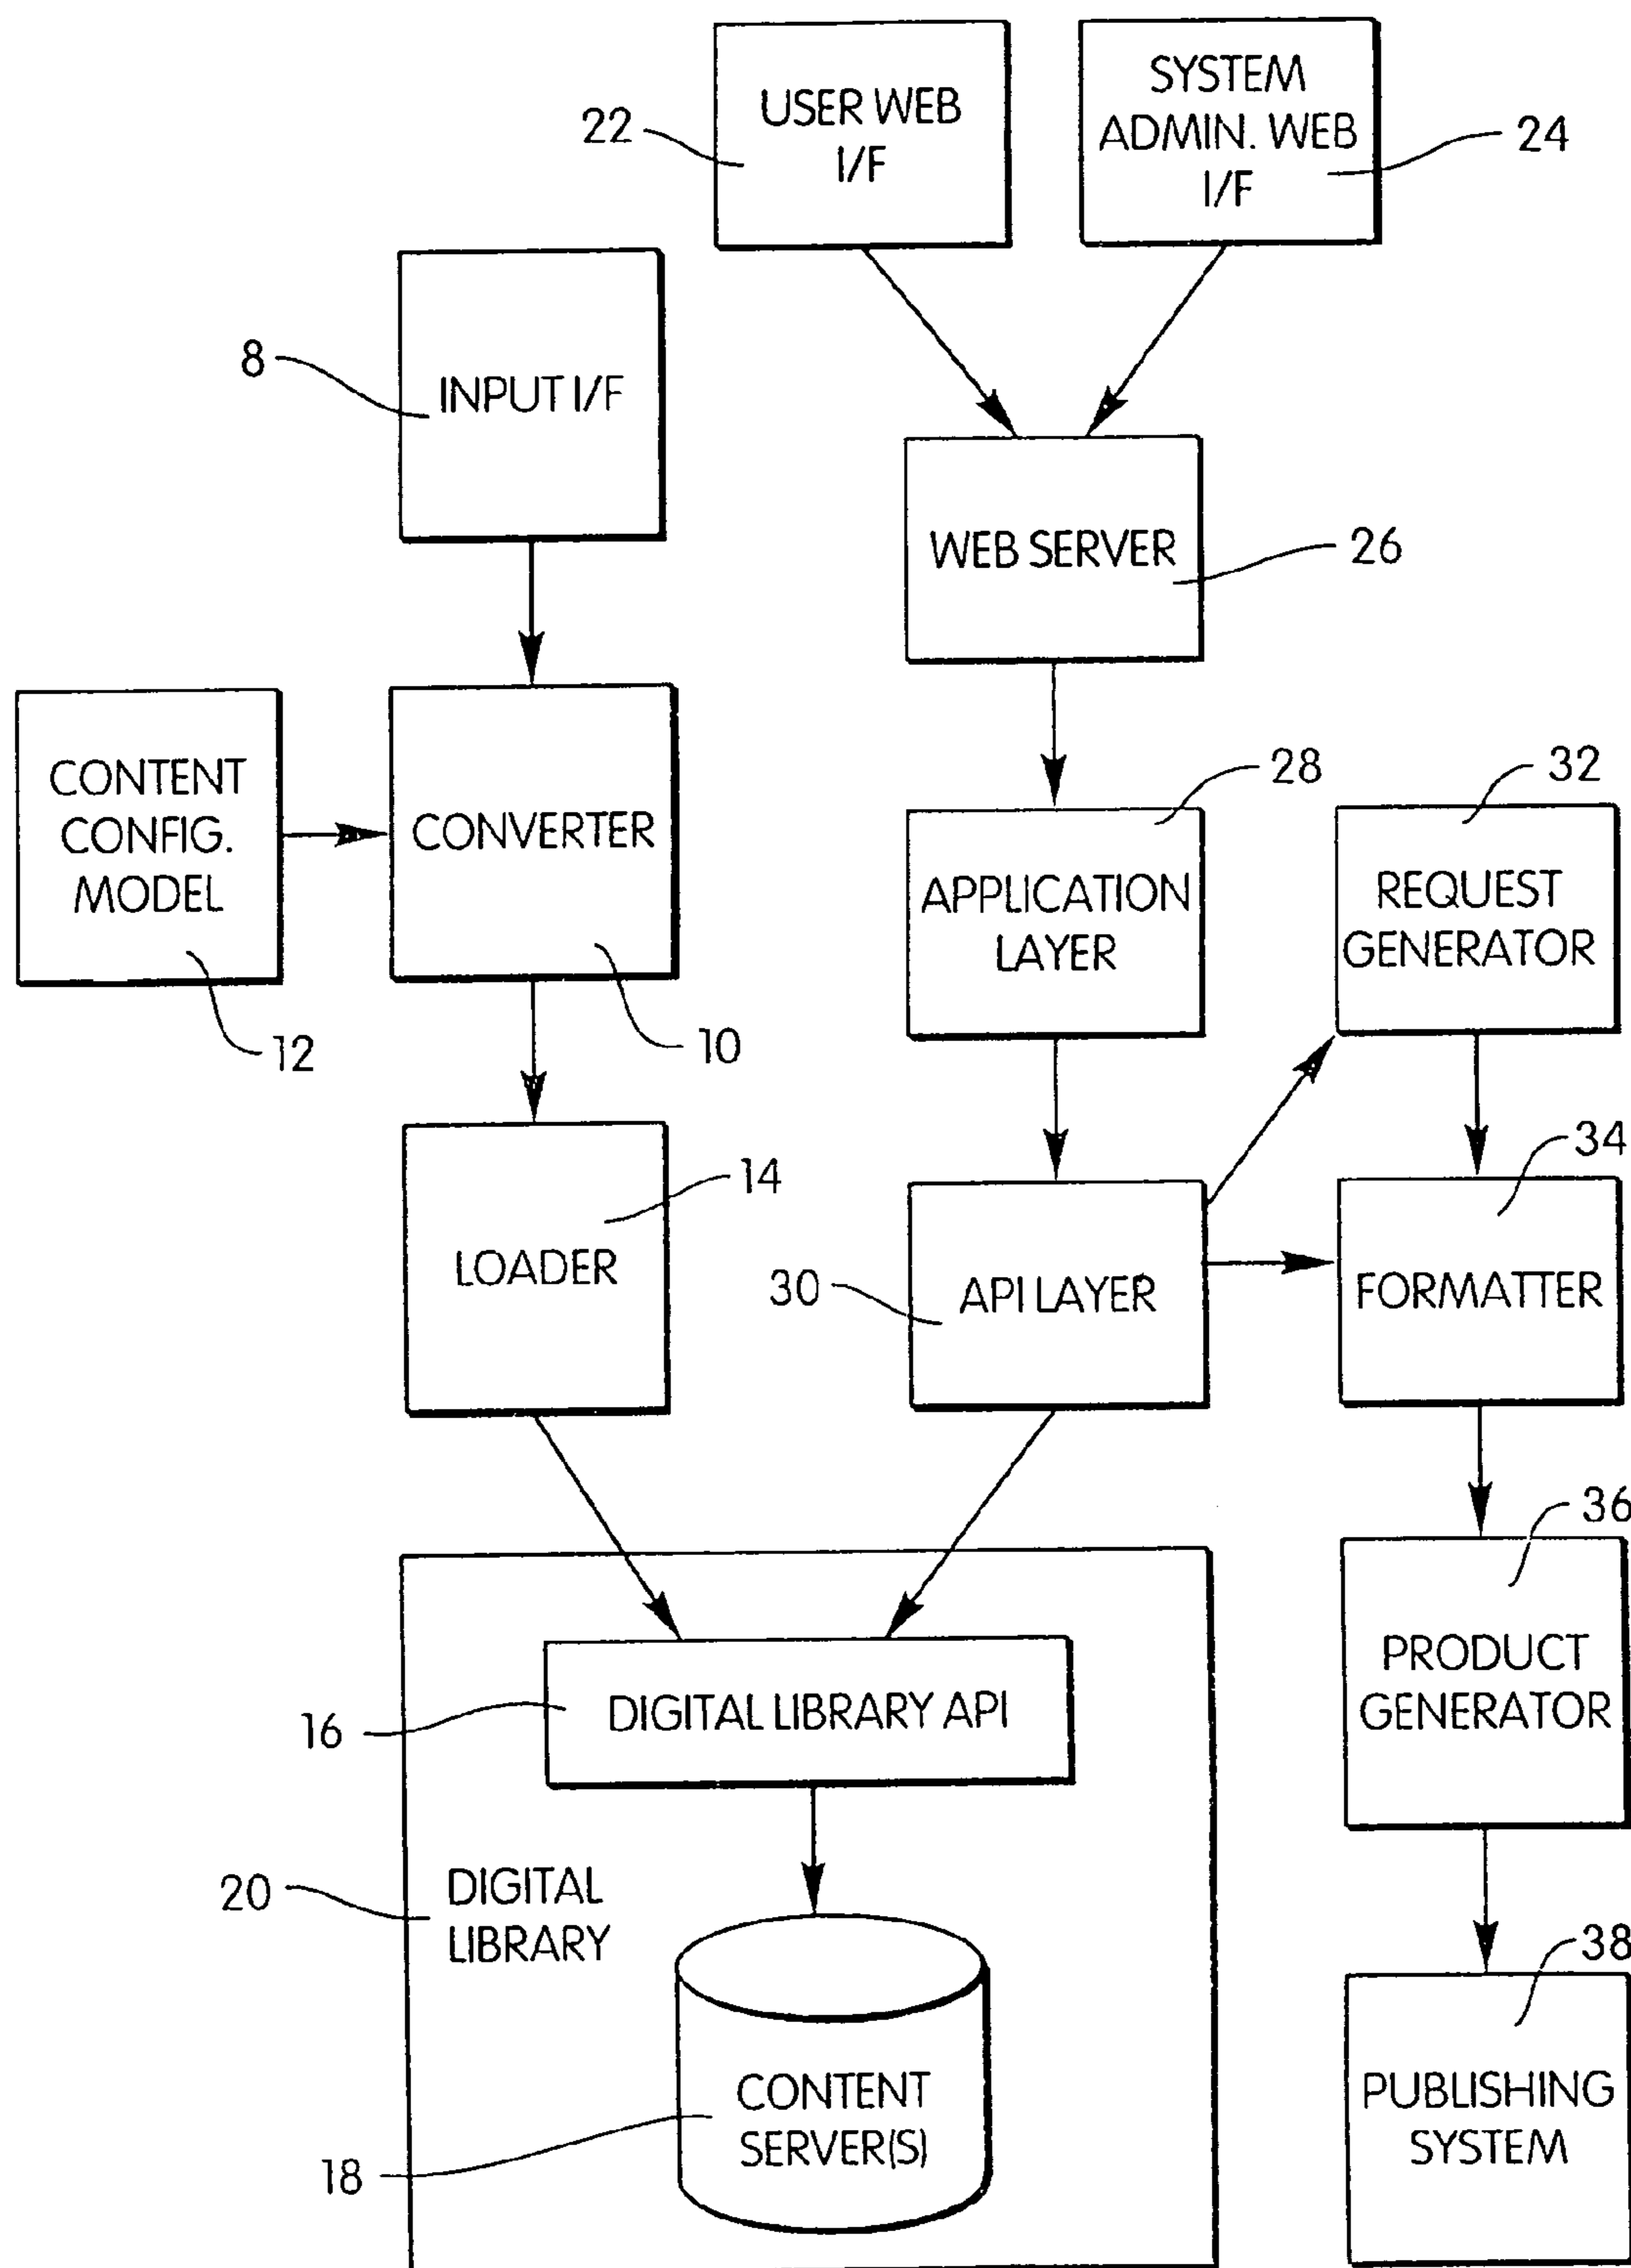 USER WEB
I/F
22
SYSTEM
ADMIN. WEB
I/F
24
8
INPUT I/F
WEB SERVER
26
CONTENT
CONFIG.
MODEL
12
CONVERTER
10
28
APPLICATION
LAYER
32
REQUEST
GENERATOR
14
LOADER
30
API LAYER
34
FORMATTER
36
PRODUCT
GENERATOR
16
DIGITAL LIBRARY API
20
DIGITAL
LIBRARY
18
CONTENT
SERVER(S)
38
PUBLISHING
SYSTEM